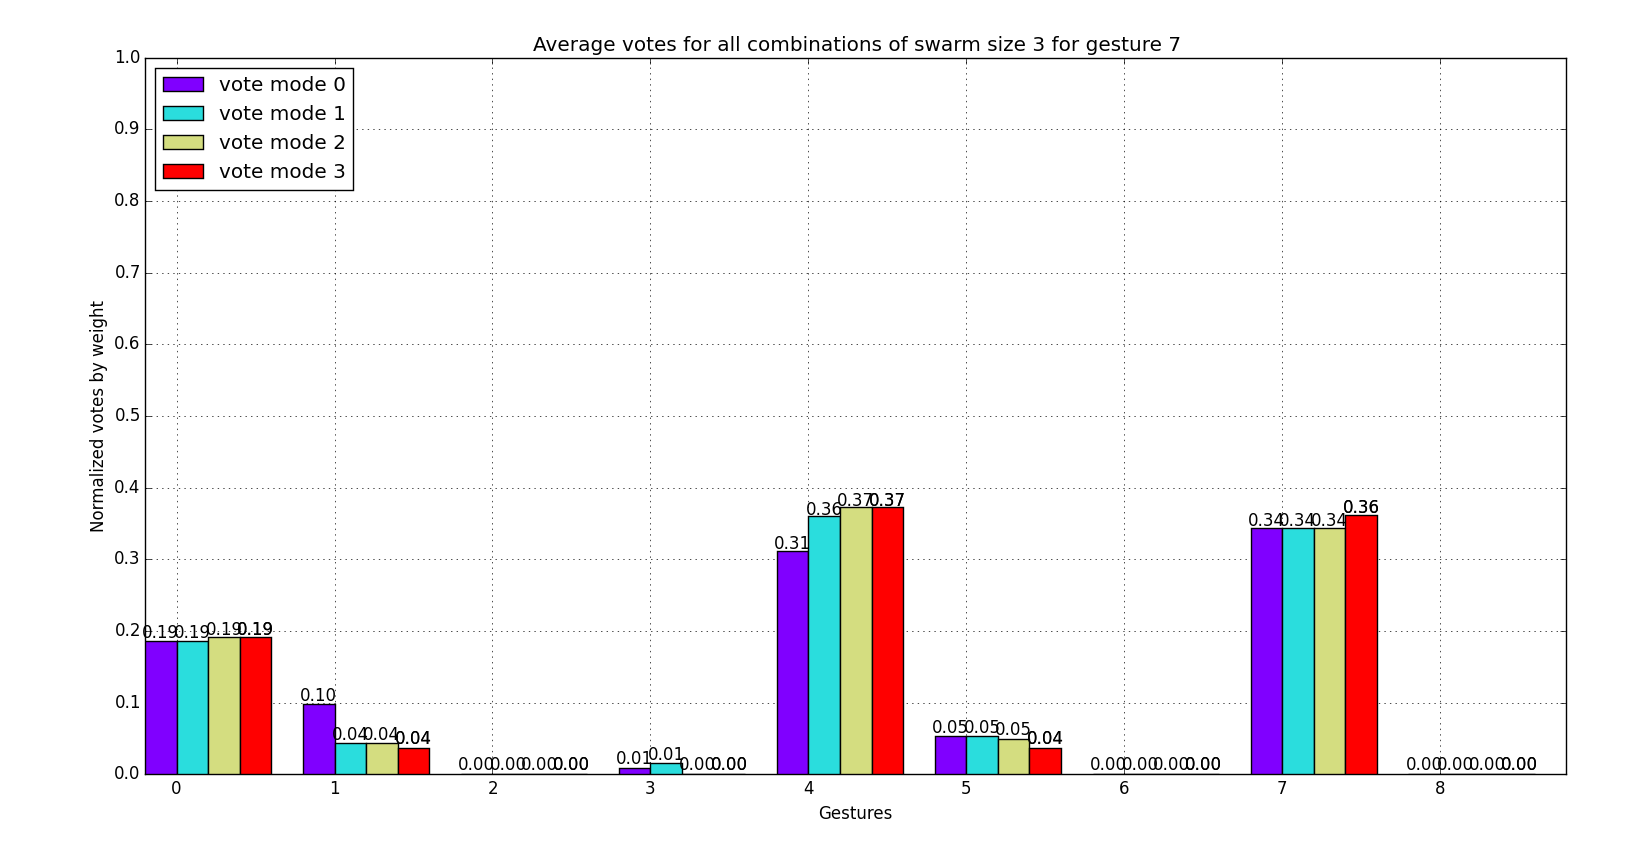 Average votes for all combinations of swarm size 3 for gesture 7
1.0
0.9
0.8
0.7
0.6
0.5
0.4
0.3
0.2
0.1
0.0
Normalized votes by weight
vote mode 0
vote mode 1
vote mode 2
vote mode 3
0.19 0.19 0.19 0.19
0.10 0.04 0.04 0.04
0.00 0.00 0.00 0.00
0.01 0.01 0.00 0.00
0.31 0.36 0.37 0.37
0.05 0.05 0.05 0.04
0.00 0.00 0.00 0.00
0.34 0.34 0.34 0.36
0.00 0.00 0.00 0.00
0 1 2 3 4 5 6 7 8
Gestures